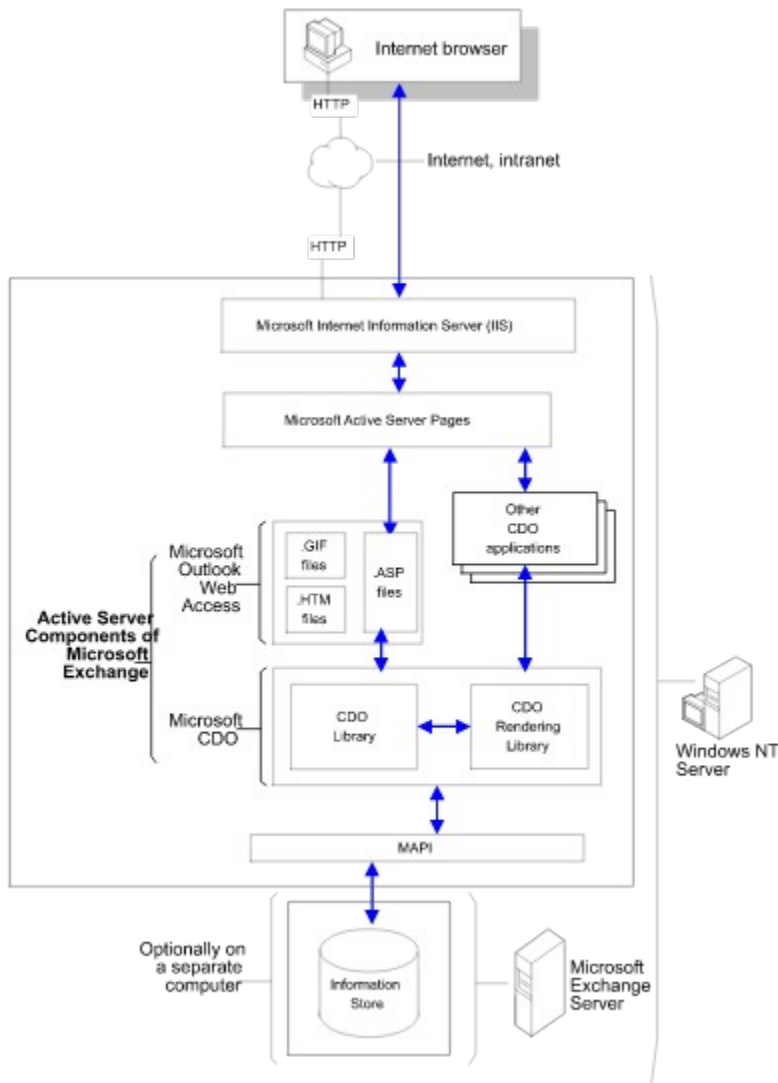 Internet browser
HTTP
Internet, intranet
HTTP
Microsoft Internet Information Server (IIS)
Microsoft Active Server Pages
Other
CDO
applications
Microsoft
Outlook
Web
Access
.GIF
files
.HTM
files
.ASP
files
Active Server
Components of
Microsoft
Exchange
Microsoft
CDO
CDO
Library
CDO
Rendering
Library
Windows NT
Server
MAPI
Optionally on
a separate
computer
Information
Store
Microsoft
Exchange
Server